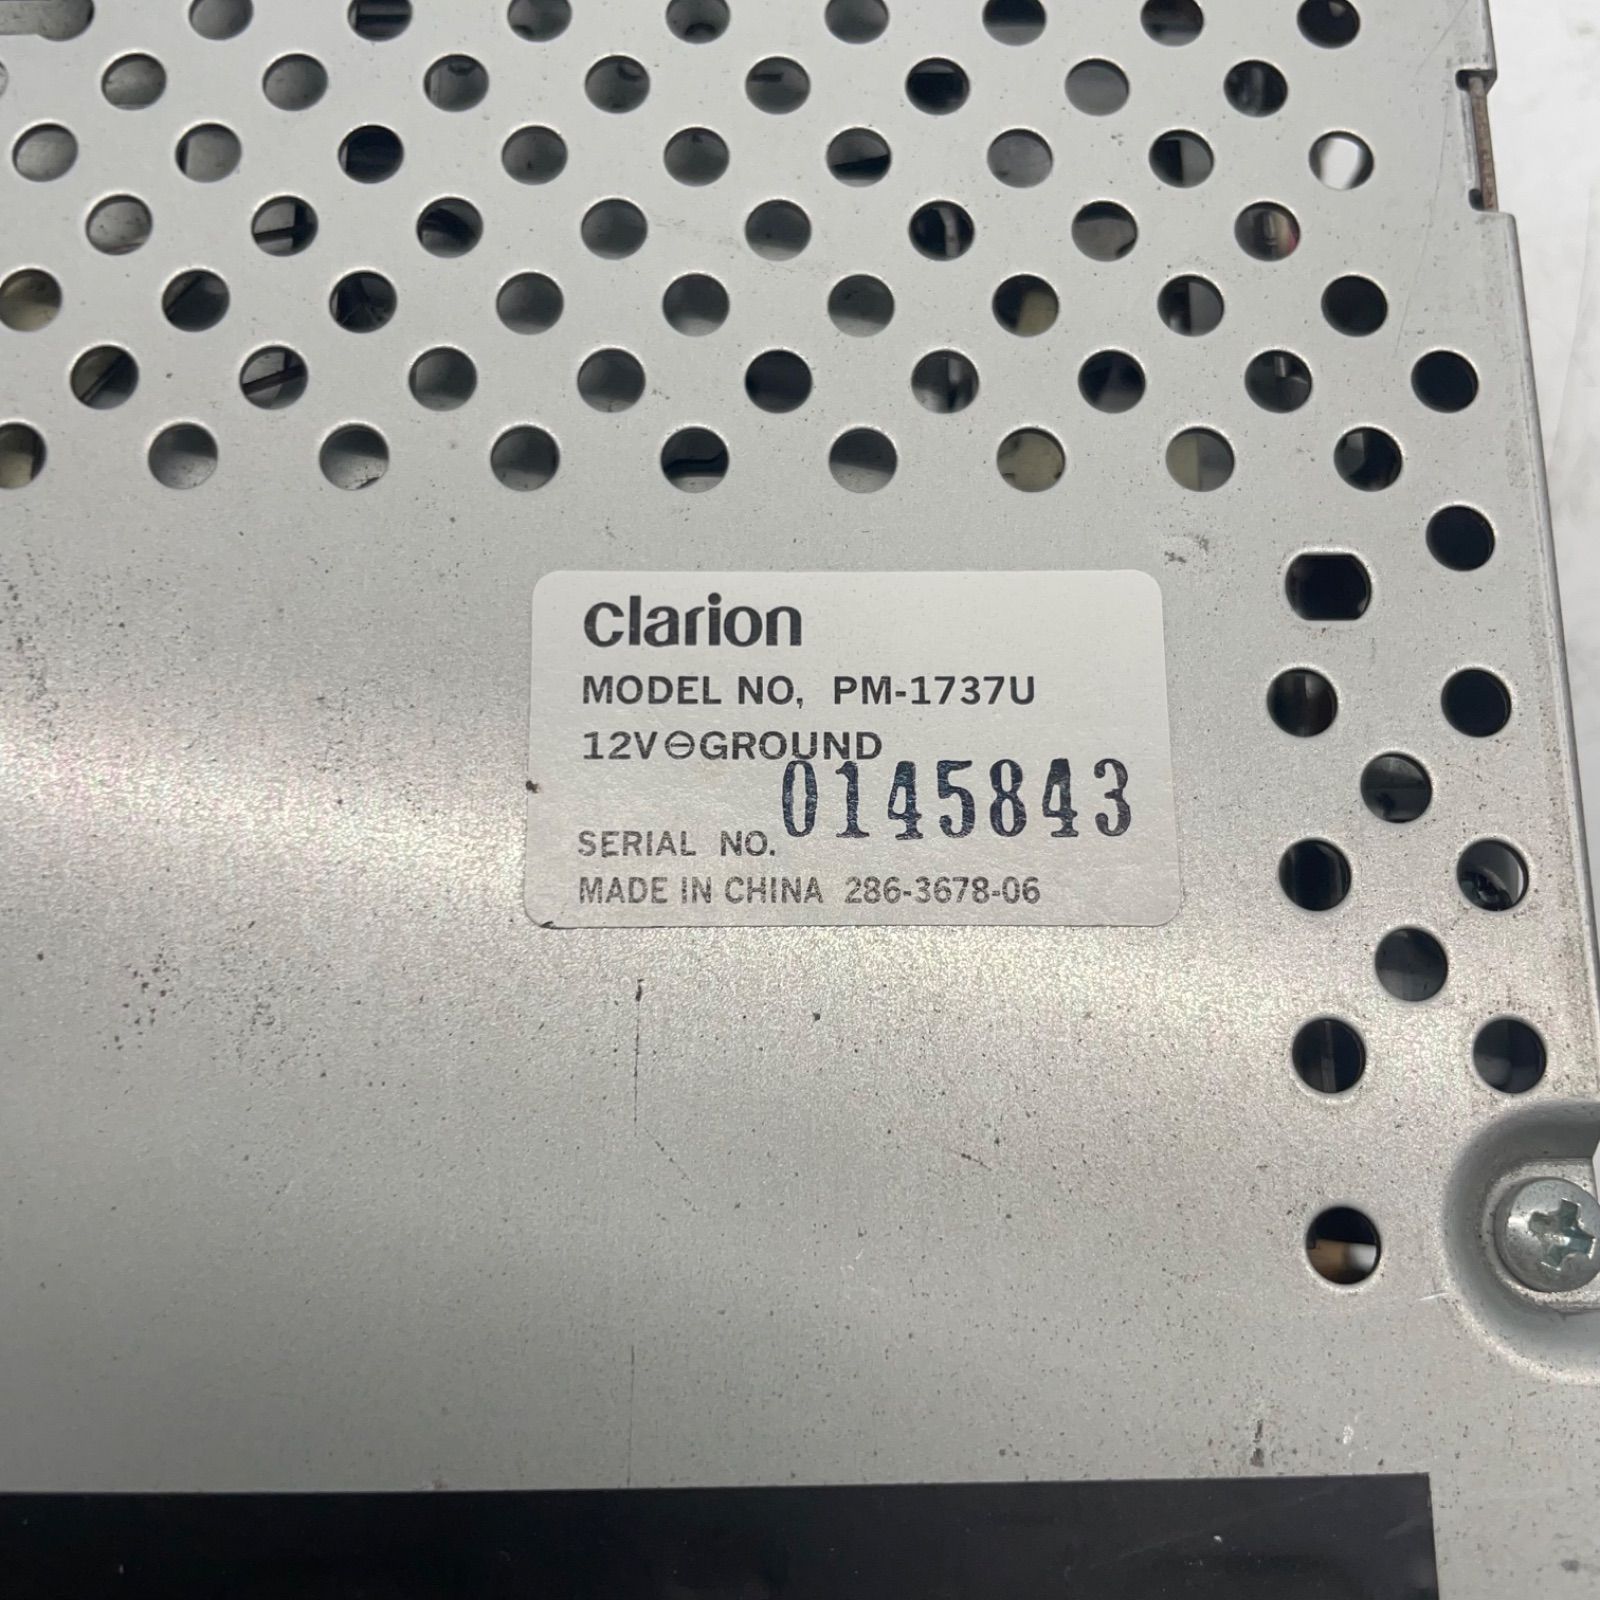 clarion
MODEL NO, PM-1737U
12V⊖GROUND
0145843
SERIAL NO.
MADE IN CHINA 286-3678-06